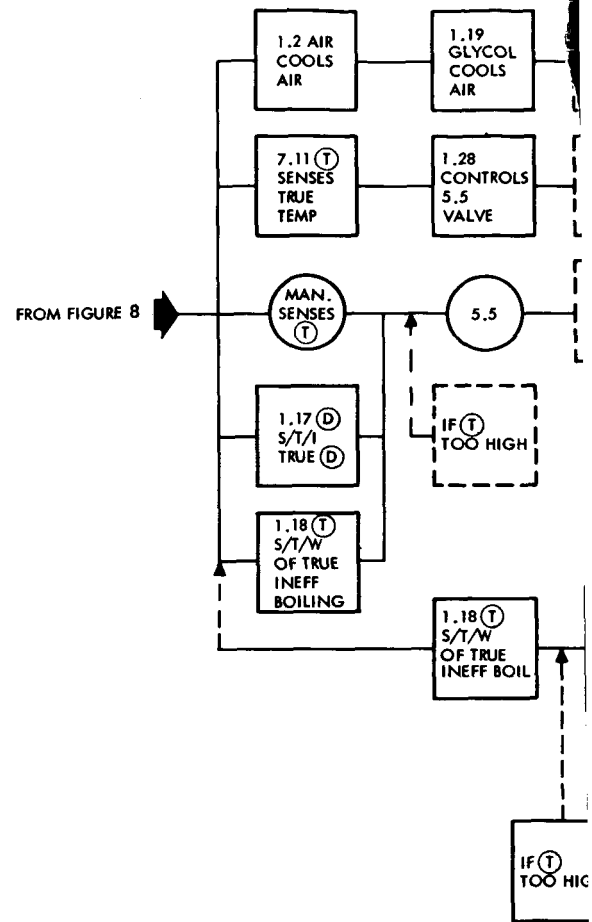 1.2 AIR
COOLS
AIR
1.19
GLYCOL
COOLS
AIR
7.11 Ⓣ
SENSES
TRUE
TEMP
1.28
CONTROLS
5.5
VALVE
FROM FIGURE 8
MAN.
SENSES
Ⓣ
5.5
1.17 Ⓓ
S/T/I
TRUE Ⓓ
IF Ⓣ
TOO HIGH
1.18 Ⓣ
S/T/W
OF TRUE
INEFF
BOILING
1.18 Ⓣ
S/T/W
OF TRUE
INEFF BOIL
IF Ⓣ
TOO HIG